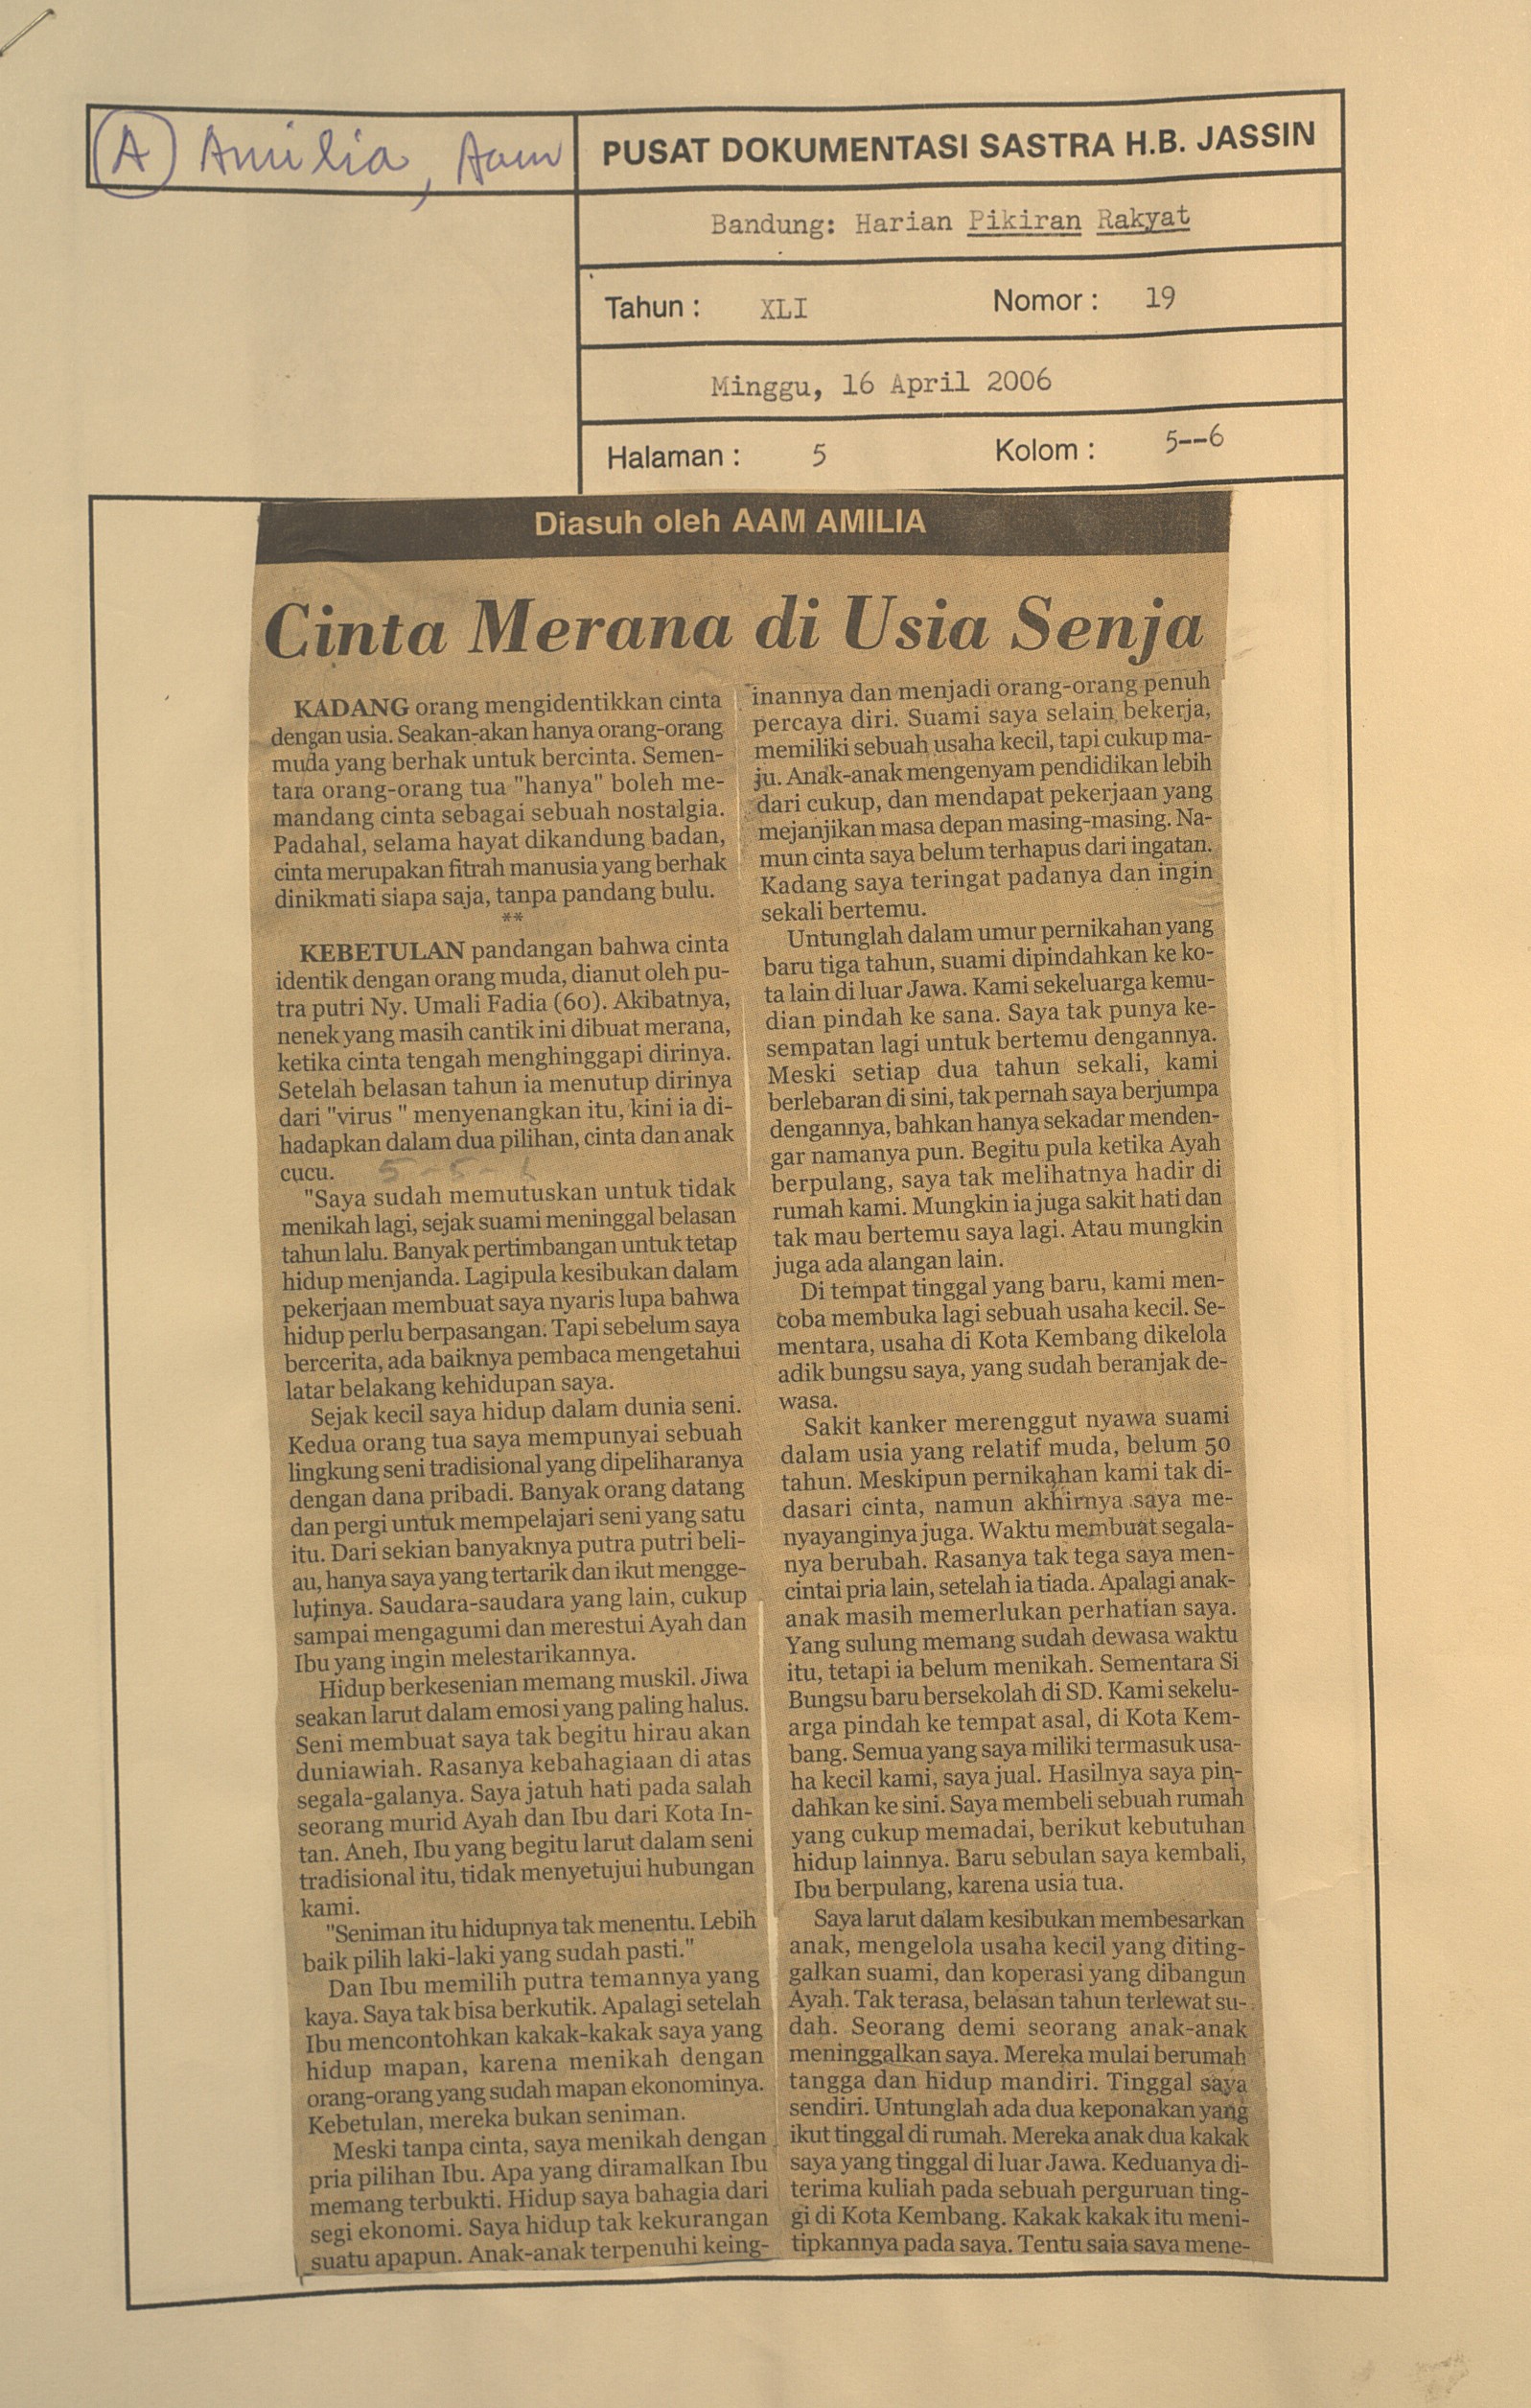 (A) Amilia, Aam
PUSAT DOKUMENTASI SASTRA H.B. JASSIN
Bandung: Harian Pikiran Rakyat
Tahun : XLI Nomor : 19
Minggu, 16 April 2006
Halaman : 5 Kolom : 5--6
Diasuh oleh AAM AMILIA
Cinta Merana di Usia Senja
KADANG orang mengidentikkan cinta
dengan usia. Seakan-akan hanya orang-orang
muda yang berhak untuk bercinta. Semen-
tara orang-orang tua "hanya" boleh me-
mandang cinta sebagai sebuah nostalgia.
Padahal, selama hayat dikandung badan,
cinta merupakan fitrah manusia yang berhak
dinikmati siapa saja, tanpa pandang bulu.
**
KEBETULAN pandangan bahwa cinta
identik dengan orang muda, dianut oleh pu-
tra putri Ny. Umali Fadia (60). Akibatnya,
nenek yang masih cantik ini dibuat merana,
ketika cinta tengah menghinggapi dirinya.
Setelah belasan tahun ia menutup dirinya
dari "virus " menyenangkan itu, kini ia di-
hadapkan dalam dua pilihan, cinta dan anak
cucu.
"Saya sudah memutuskan untuk tidak
menikah lagi, sejak suami meninggal belasan
tahun lalu. Banyak pertimbangan untuk tetap
hidup menjanda. Lagipula kesibukan dalam
pekerjaan membuat saya nyaris lupa bahwa
hidup perlu berpasangan. Tapi sebelum saya
bercerita, ada baiknya pembaca mengetahui
latar belakang kehidupan saya.
Sejak kecil saya hidup dalam dunia seni.
Kedua orang tua saya mempunyai sebuah
lingkung seni tradisional yang dipeliharanya
dengan dana pribadi. Banyak orang datang
dan pergi untuk mempelajari seni yang satu
itu. Dari sekian banyaknya putra putri beli-
au, hanya saya yang tertarik dan ikut mengge-
lutinya. Saudara-saudara yang lain, cukup
sampai mengagumi dan merestui Ayah dan
Ibu yang ingin melestarikannya.
Hidup berkesenian memang muskil. Jiwa
seakan larut dalam emosi yang paling halus.
Seni membuat saya tak begitu hirau akan
duniawiah. Rasanya kebahagiaan di atas
segala-galanya. Saya jatuh hati pada salah
seorang murid Ayah dan Ibu dari Kota In-
tan. Aneh, Ibu yang begitu larut dalam seni
tradisional itu, tidak menyetujui hubungan
kami.
"Seniman itu hidupnya tak menentu. Lebih
baik pilih laki-laki yang sudah pasti."
Dan Ibu memilih putra temannya yang
kaya. Saya tak bisa berkutik. Apalagi setelah
Ibu mencontohkan kakak-kakak saya yang
hidup mapan, karena menikah dengan
orang-orang yang sudah mapan ekonominya.
Kebetulan, mereka bukan seniman.
Meski tanpa cinta, saya menikah dengan
pria pilihan Ibu. Apa yang diramalkan Ibu
memang terbukti. Hidup saya bahagia dari
segi ekonomi. Saya hidup tak kekurangan
suatu apapun. Anak-anak terpenuhi keing-
inannya dan menjadi orang-orang penuh
percaya diri. Suami saya selain bekerja,
memiliki sebuah usaha kecil, tapi cukup ma-
ju. Anak-anak mengenyam pendidikan lebih
dari cukup, dan mendapat pekerjaan yang
mejanjikan masa depan masing-masing. Na-
mun cinta saya belum terhapus dari ingatan.
Kadang saya teringat padanya dan ingin
sekali bertemu.
Untunglah dalam umur pernikahan yang
baru tiga tahun, suami dipindahkan ke ko-
ta lain di luar Jawa. Kami sekeluarga kemu-
dian pindah ke sana. Saya tak punya ke-
sempatan lagi untuk bertemu dengannya.
Meski setiap dua tahun sekali, kami
berlebaran di sini, tak pernah saya berjumpa
dengannya, bahkan hanya sekadar menden-
gar namanya pun. Begitu pula ketika Ayah
berpulang, saya tak melihatnya hadir di
rumah kami. Mungkin ia juga sakit hati dan
tak mau bertemu saya lagi. Atau mungkin
juga ada alangan lain.
Di tempat tinggal yang baru, kami men-
coba membuka lagi sebuah usaha kecil. Se-
mentara, usaha di Kota Kembang dikelola
adik bungsu saya, yang sudah beranjak de-
wasa.
Sakit kanker merenggut nyawa suami
dalam usia yang relatif muda, belum 50
tahun. Meskipun pernikahan kami tak di-
dasari cinta, namun akhirnya saya me-
nyayanginya juga. Waktu membuat segala-
nya berubah. Rasanya tak tega saya men-
cintai pria lain, setelah ia tiada. Apalagi anak-
anak masih memerlukan perhatian saya.
Yang sulung memang sudah dewasa waktu
itu, tetapi ia belum menikah. Sementara Si
Bungsu baru bersekolah di SD. Kami sekelu-
arga pindah ke tempat asal, di Kota Kem-
bang. Semua yang saya miliki termasuk usa-
ha kecil kami, saya jual. Hasilnya saya pin-
dahkan ke sini. Saya membeli sebuah rumah
yang cukup memadai, berikut kebutuhan
hidup lainnya. Baru sebulan saya kembali,
Ibu berpulang, karena usia tua.
Saya larut dalam kesibukan membesarkan
anak, mengelola usaha kecil yang diting-
galkan suami, dan koperasi yang dibangun
Ayah. Tak terasa, belasan tahun terlewat su-
dah. Seorang demi seorang anak-anak
meninggalkan saya. Mereka mulai berumah
tangga dan hidup mandiri. Tinggal saya
sendiri. Untunglah ada dua keponakan yang
ikut tinggal di rumah. Mereka anak dua kakak
saya yang tinggal di luar Jawa. Keduanya di-
terima kuliah pada sebuah perguruan ting-
gi di Kota Kembang. Kakak kakak itu meni-
tipkannya pada saya. Tentu saja saya mene-